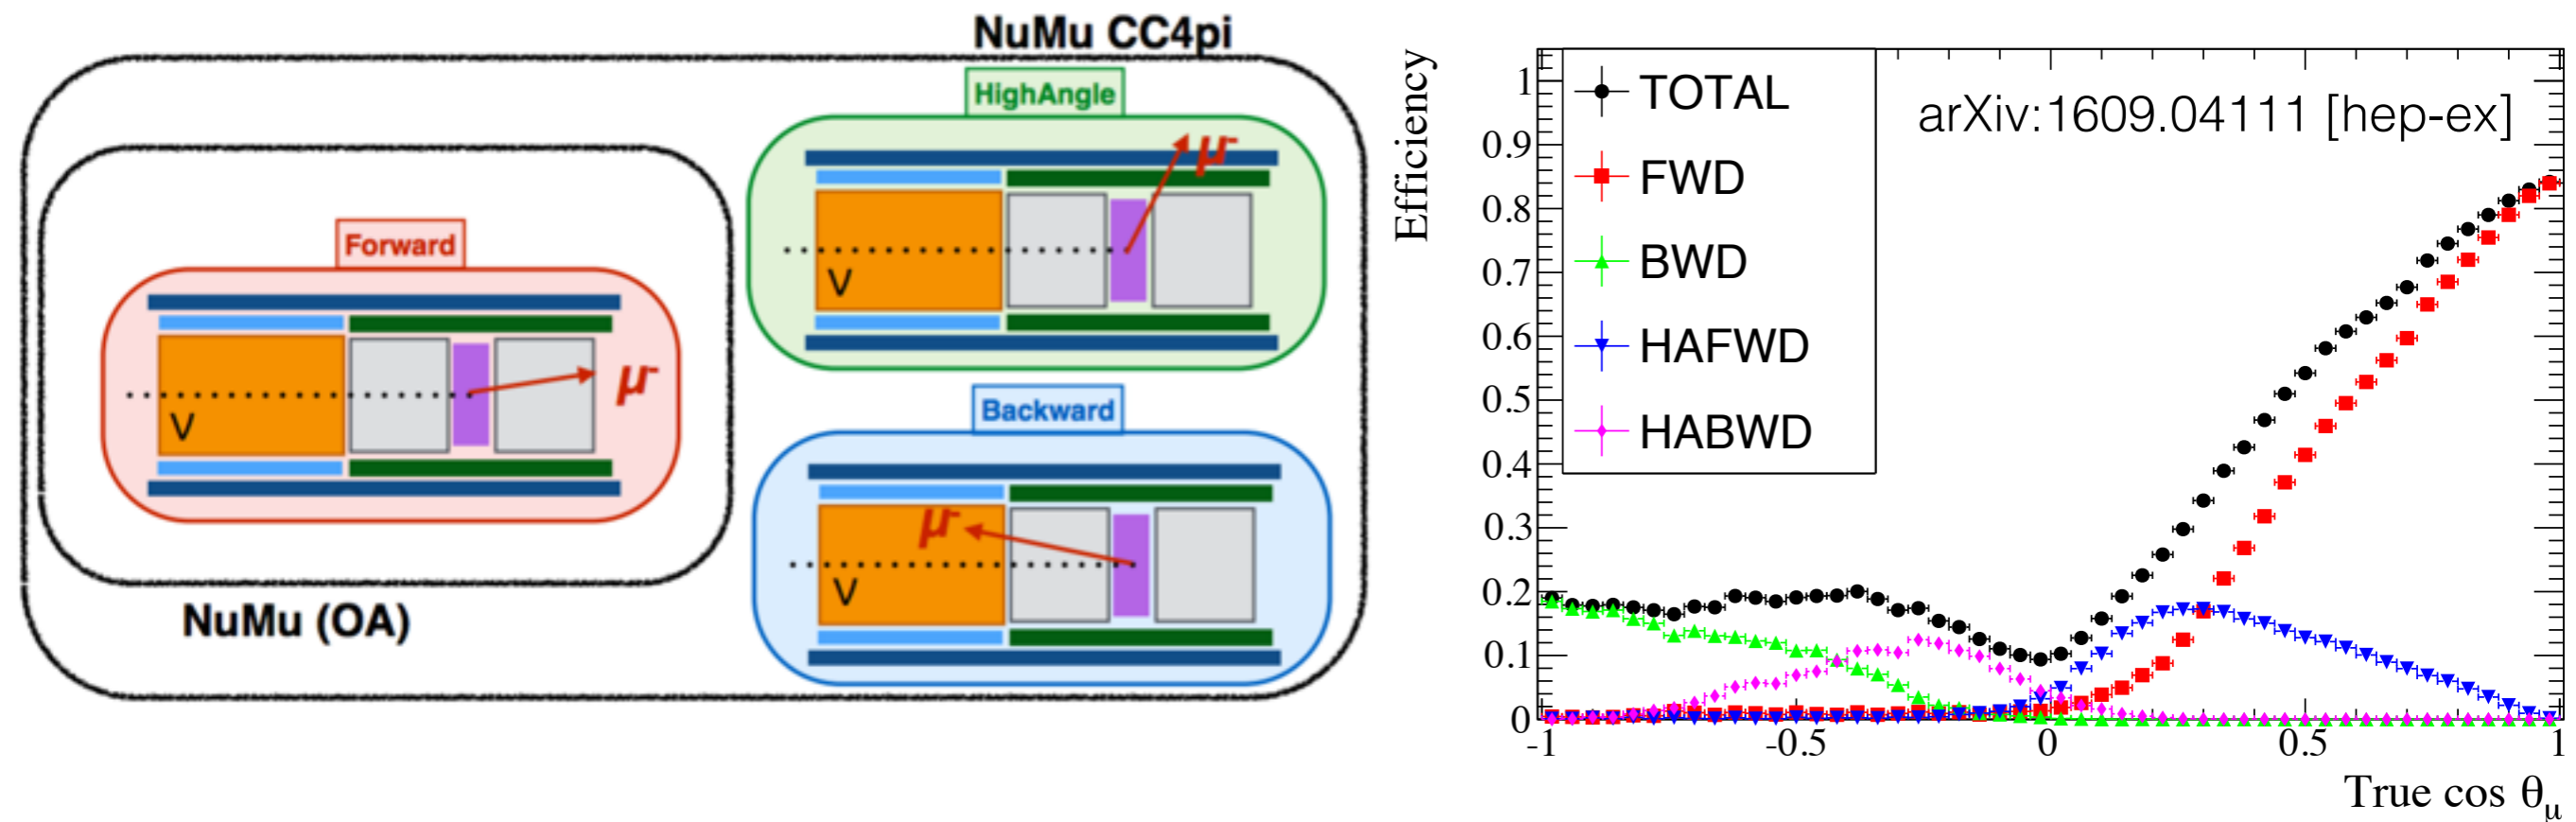 NuMu CC4pi
HighAngle
μ-
V
Forward
μ-
V
Backward
μ-
V
NuMu (OA)
Efficiency
1
0.9
0.8
0.7
0.6
0.5
0.4
0.3
0.2
0.1
0
TOTAL
FWD
BWD
HAFWD
HABWD
arXiv:1609.04111 [hep-ex]
-1 -0.5 0 0.5 1
True cos θμ